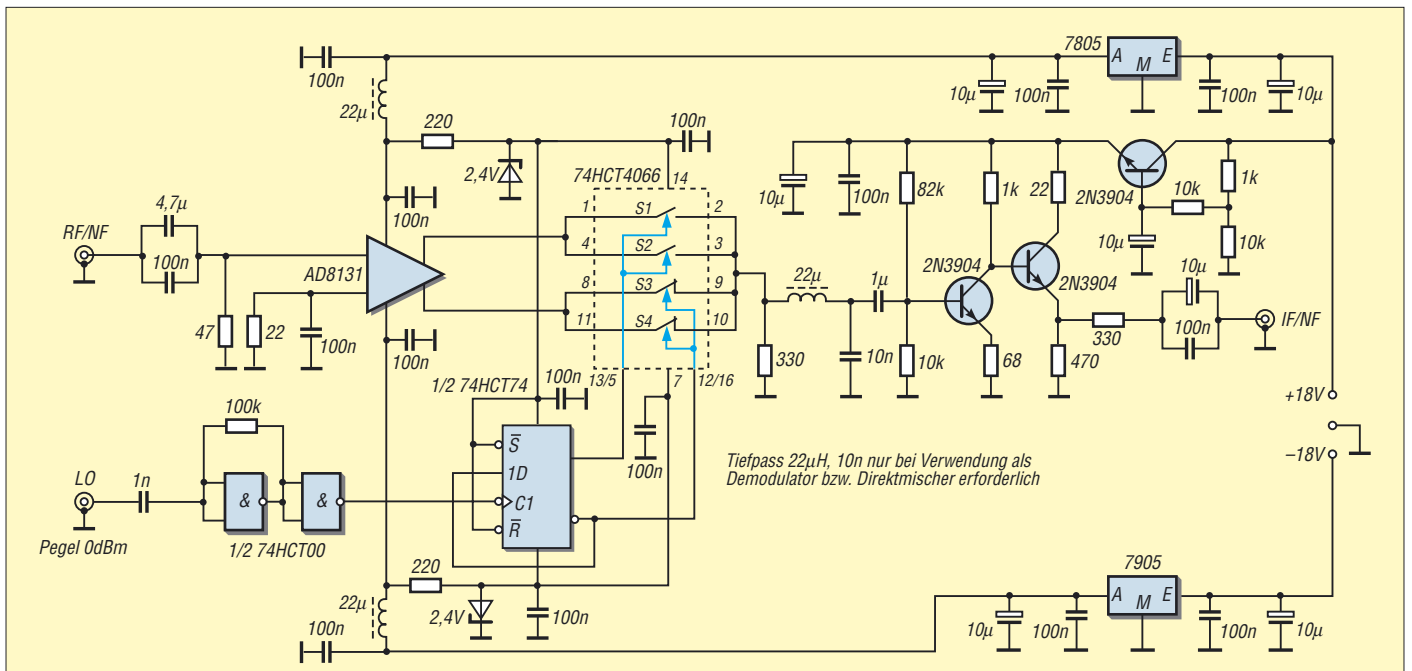 7805
A M E
100n
22µ
10µ
100n
100n
10µ
220
2,4V
100n
100n
74HCT4066
14
1 S1 2
4 S2 3
8 S3 9
11 S4 10
13/5 7 12/16
RF/NF
4,7µ
100n
AD8131
47
22
100n
100n
10µ
100n
82k
1k
22
2N3904
10k
1k
10µ
10k
2N3904
2N3904
22µ
1µ
330
10n
10k
68
470
330
10µ
100n
IF/NF
+18V
–18V
1/2 74HCT74
100n
S
1D
C1
R
100n
Tiefpass 22µH, 10n nur bei Verwendung als
Demodulator bzw. Direktmischer erforderlich
100k
LO
1n
&
&
Pegel 0dBm
1/2 74HCT00
220
2,4V
100n
22µ
100n
7905
A M E
10µ
100n
100n
10µ